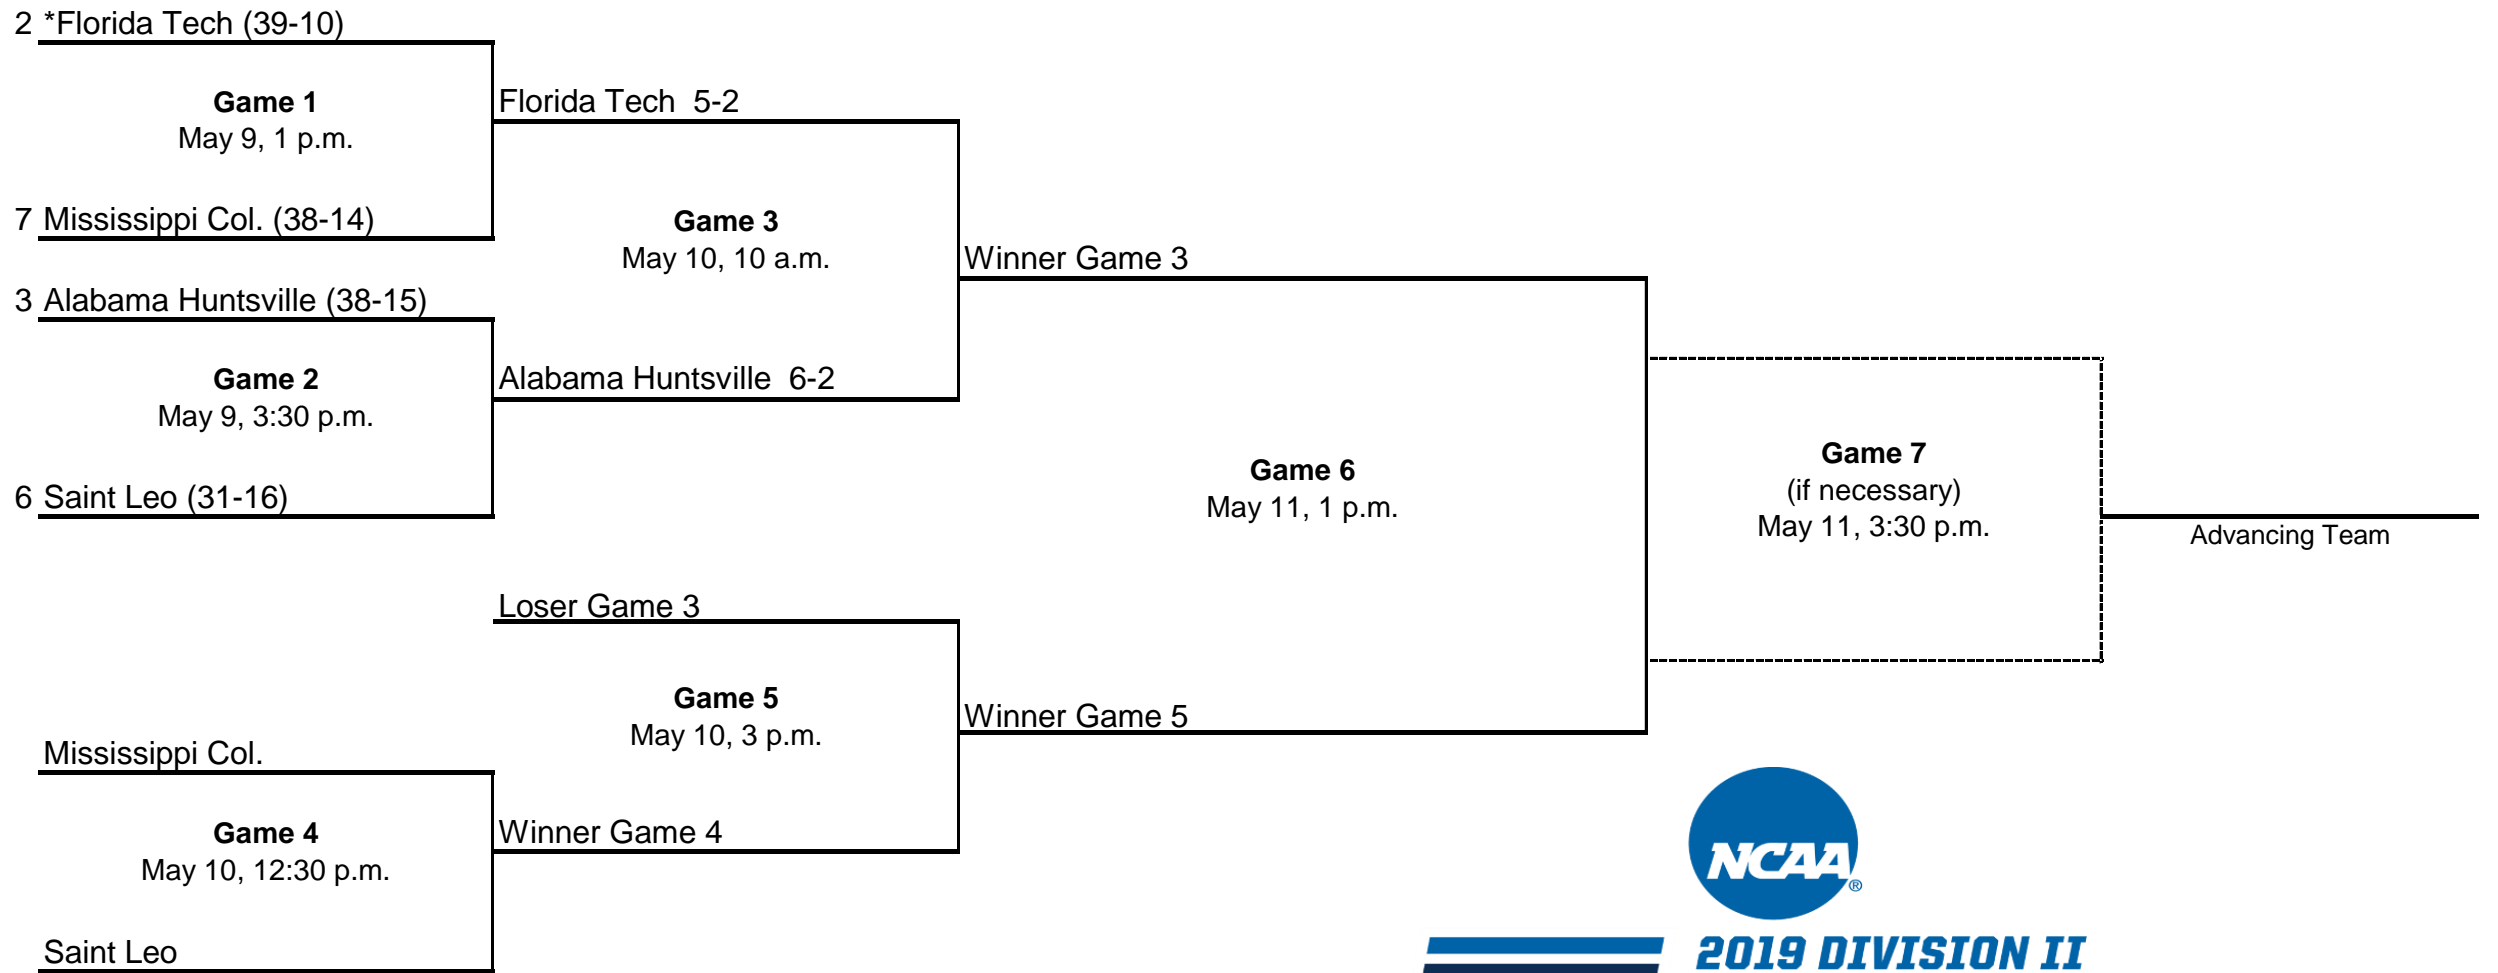 2 *Florida Tech (39-10)
Game 1
May 9, 1 p.m.
7 Mississippi Col. (38-14)
Florida Tech 5-2
3 Alabama Huntsville (38-15)
Game 2
May 9, 3:30 p.m.
6 Saint Leo (31-16)
Alabama Huntsville 6-2
Game 3
May 10, 10 a.m.
Winner Game 3
Game 6
May 11, 1 p.m.
Game 7
(if necessary)
May 11, 3:30 p.m.
Advancing Team
Loser Game 3
Game 5
May 10, 3 p.m.
Winner Game 5
Mississippi Col.
Game 4
May 10, 12:30 p.m.
Saint Leo
Winner Game 4
NCAA®
2019 DIVISION II